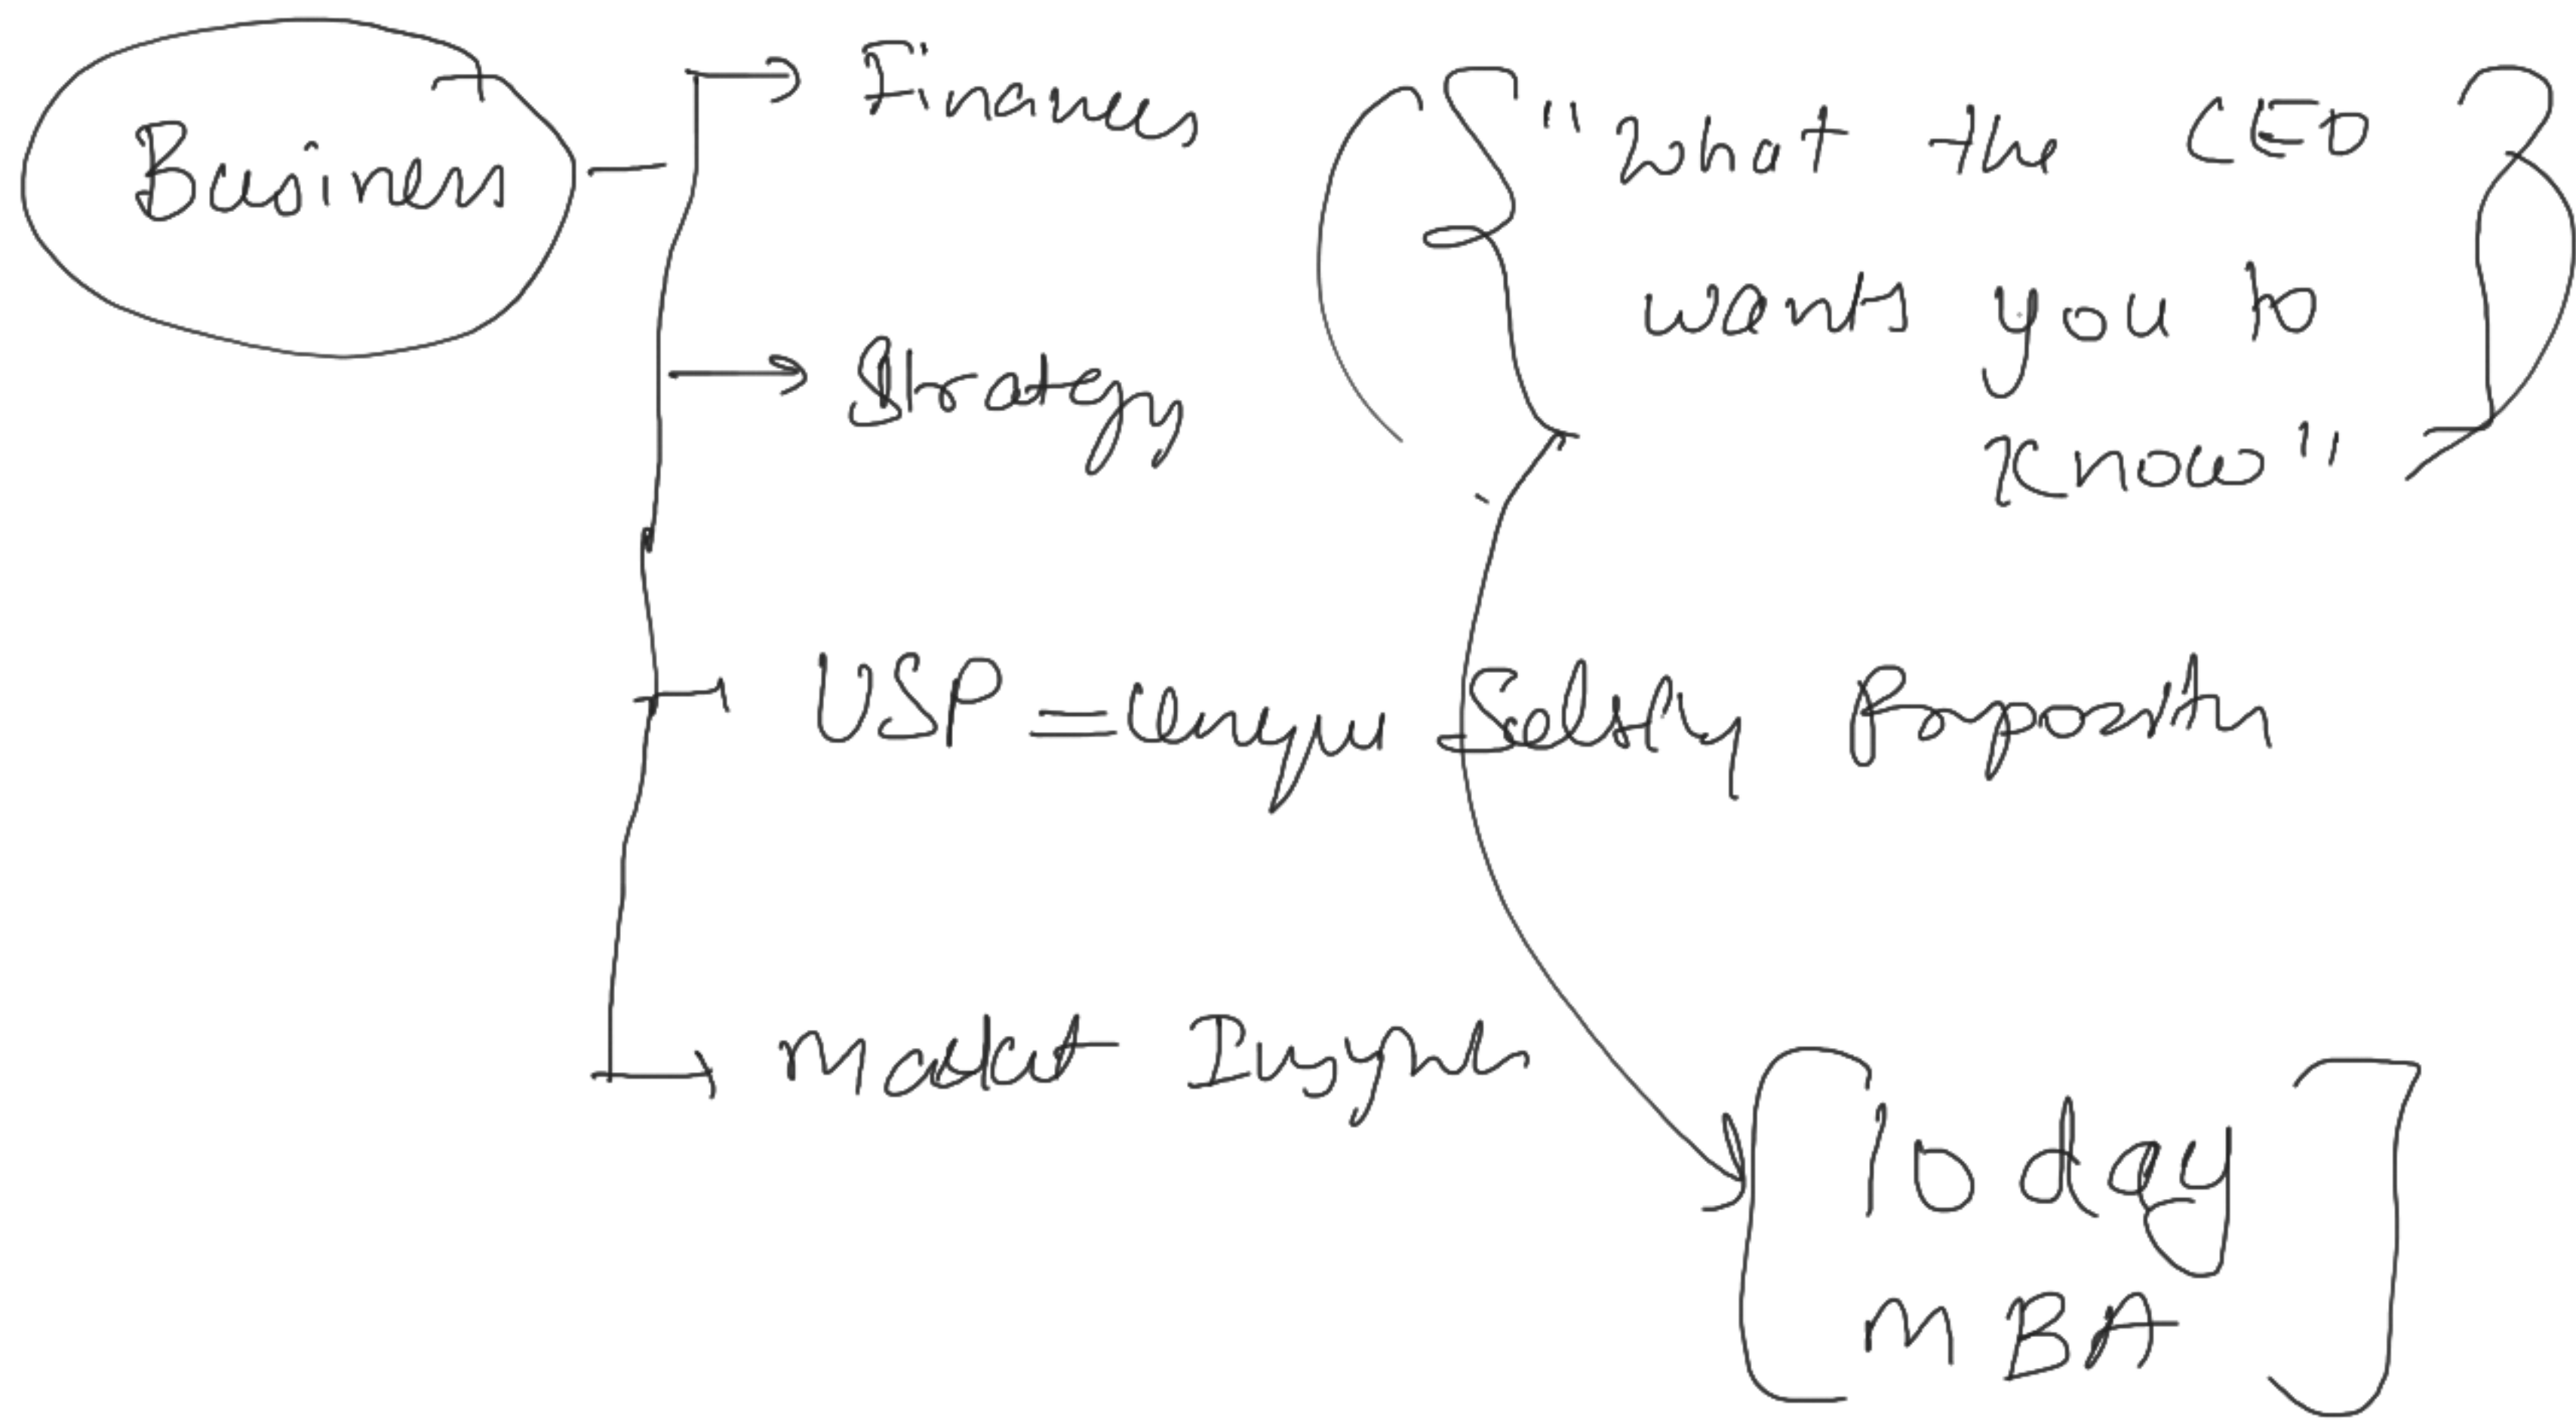 Business
Finances
Strategy
USP = Unique Selling Proposition
Market Insights
"What the CEO
wants you to
Know"
10 day
MBA